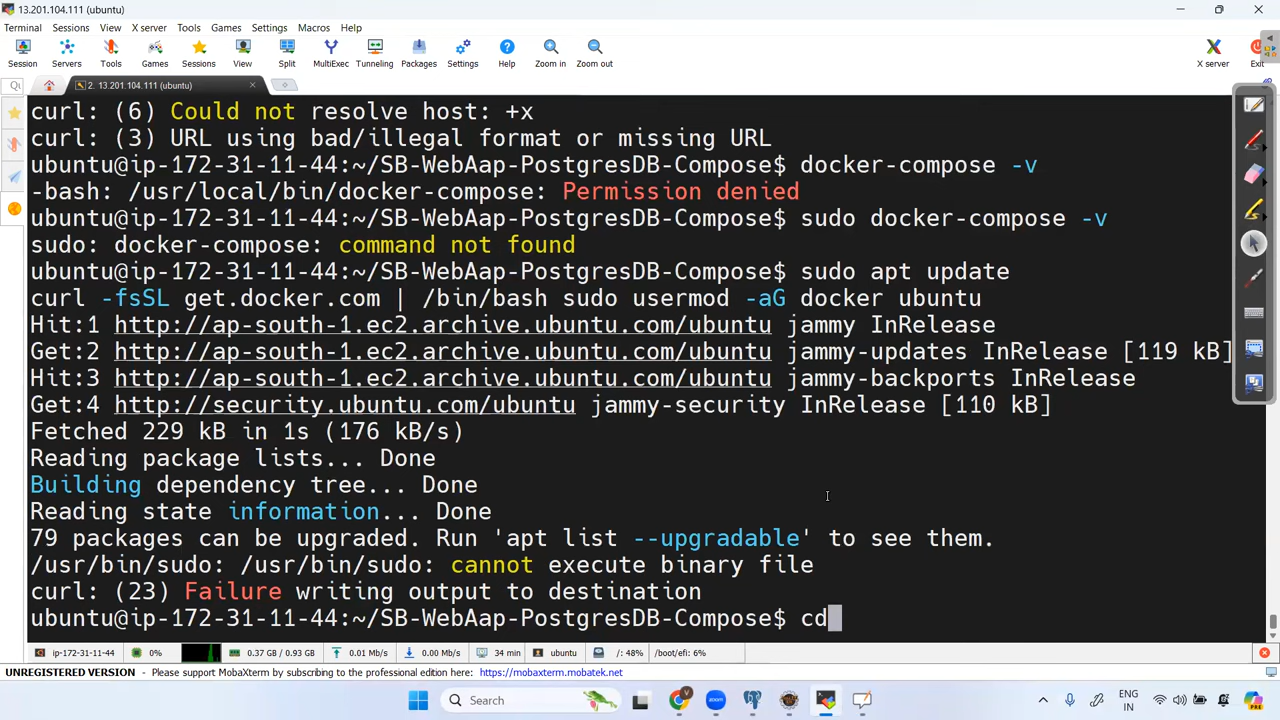 13.201.104.111 (ubuntu)
Terminal Sessions View X server Tools Games Settings Macros Help
Session Servers Tools Games Sessions View Split MultiExec Tunneling Packages Settings Help Zoom in Zoom out X server Exit
2. 13.201.104.111 (ubuntu)
curl: (6) Could not resolve host: +x
curl: (3) URL using bad/illegal format or missing URL
ubuntu@ip-172-31-11-44:~/SB-WebAap-PostgresDB-Compose$ docker-compose -v
-bash: /usr/local/bin/docker-compose: Permission denied
ubuntu@ip-172-31-11-44:~/SB-WebAap-PostgresDB-Compose$ sudo docker-compose -v
sudo: docker-compose: command not found
ubuntu@ip-172-31-11-44:~/SB-WebAap-PostgresDB-Compose$ sudo apt update
curl -fsSL get.docker.com | /bin/bash sudo usermod -aG docker ubuntu
Hit:1 http://ap-south-1.ec2.archive.ubuntu.com/ubuntu jammy InRelease
Get:2 http://ap-south-1.ec2.archive.ubuntu.com/ubuntu jammy-updates InRelease [119 kB]
Hit:3 http://ap-south-1.ec2.archive.ubuntu.com/ubuntu jammy-backports InRelease
Get:4 http://security.ubuntu.com/ubuntu jammy-security InRelease [110 kB]
Fetched 229 kB in 1s (176 kB/s)
Reading package lists... Done
Building dependency tree... Done
Reading state information... Done
79 packages can be upgraded. Run 'apt list --upgradable' to see them.
/usr/bin/sudo: /usr/bin/sudo: cannot execute binary file
curl: (23) Failure writing output to destination
ubuntu@ip-172-31-11-44:~/SB-WebAap-PostgresDB-Compose$ cd
ip-172-31-11-44 0% 0.37 GB / 0.93 GB 0.01 Mb/s 0.00 Mb/s 34 min ubuntu /: 48% /boot/efi: 6%
UNREGISTERED VERSION - Please support MobaXterm by subscribing to the professional edition here: https://mobaxterm.mobatek.net
Search ENG
IN